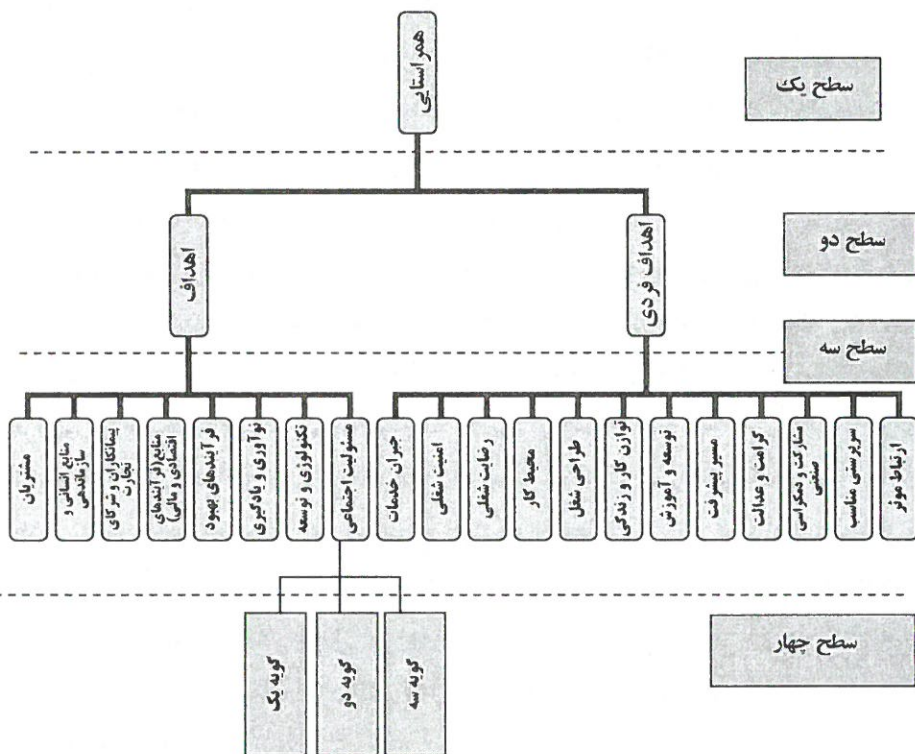 سطح یک
همراستایی
سطح دو
اهداف فردی
اهداف
سطح سه
ارتباط موثر
سرپرستی مناسب
مشارکت و دمکراسی
صنعتی
کرامت و عدالت
مسیر پیشرفت
توسعه و آموزش
توازن کار و زندگی
طراحی شغل
محیط کار
رضایت شغلی
امنیت شغلی
جبران خدمات
مسئولیت اجتماعی
تکنولوژی و توسعه
نوآوری و یادگیری
فرآیندهای بهبود
منابع(فرآیندهای
اقتصادی و مالی)
پیمانکاران و شرکای
تجارت
منابع انسانی و
سازماندهی
مشتریان
سطح چهار
گویه سه
گویه دو
گویه یک